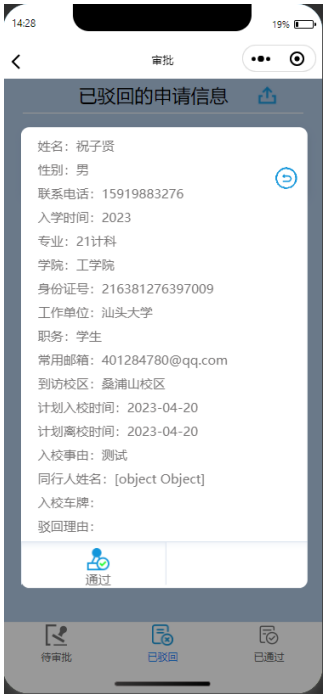 14:28
19%
审批
已驳回的申请信息
姓名：祝子贤
性别：男
联系电话：15919883276
入学时间：2023
专业：21计科
学院：工学院
身份证号：216381276397009
工作单位：汕头大学
职务：学生
常用邮箱：401284780@qq.com
到访校区：桑浦山校区
计划入校时间：2023-04-20
计划离校时间：2023-04-20
入校事由：测试
同行人姓名：[object Object]
入校车牌：
驳回理由：
通过
待审批
已驳回
已通过